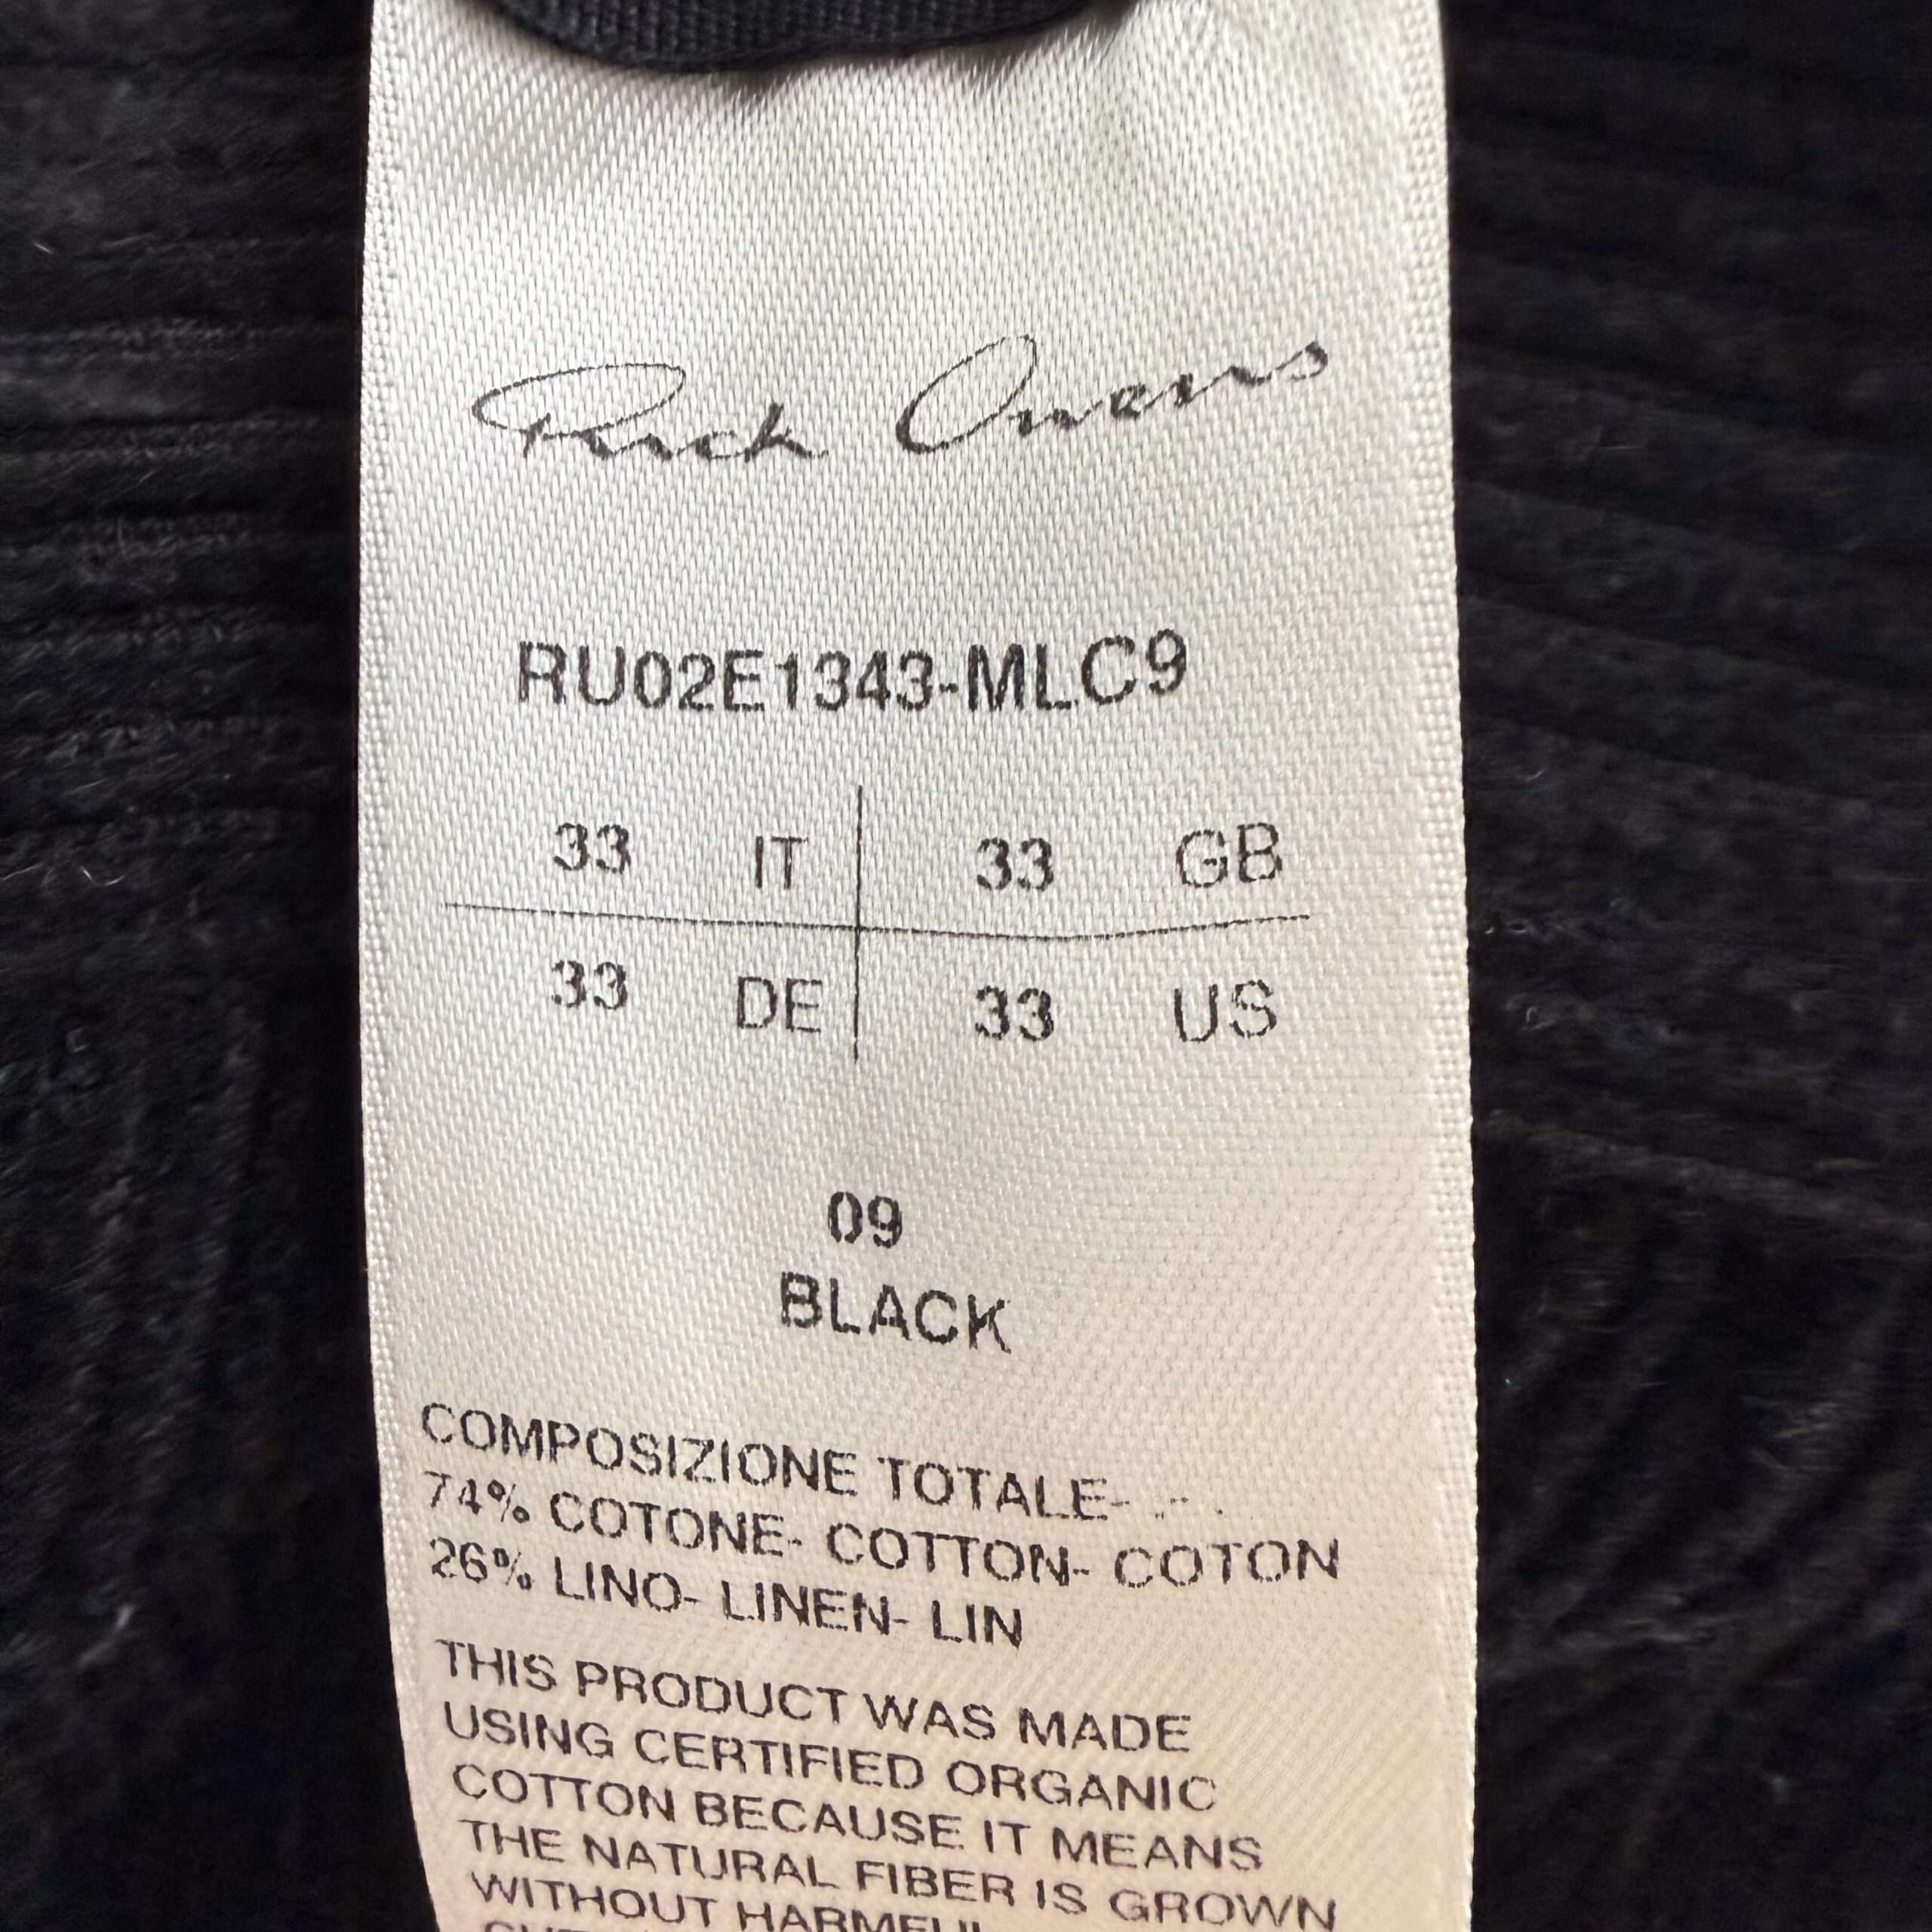 Rick Owens
RU02E1343-MLC9
33 IT 33 GB
33 DE 33 US
09
BLACK
COMPOSIZIONE TOTALE-
74% COTONE- COTTON- COTON
26% LINO- LINEN- LIN
THIS PRODUCT WAS MADE
USING CERTIFIED ORGANIC
COTTON BECAUSE IT MEANS
THE NATURAL FIBER IS GROWN
WITHOUT HARMFUL